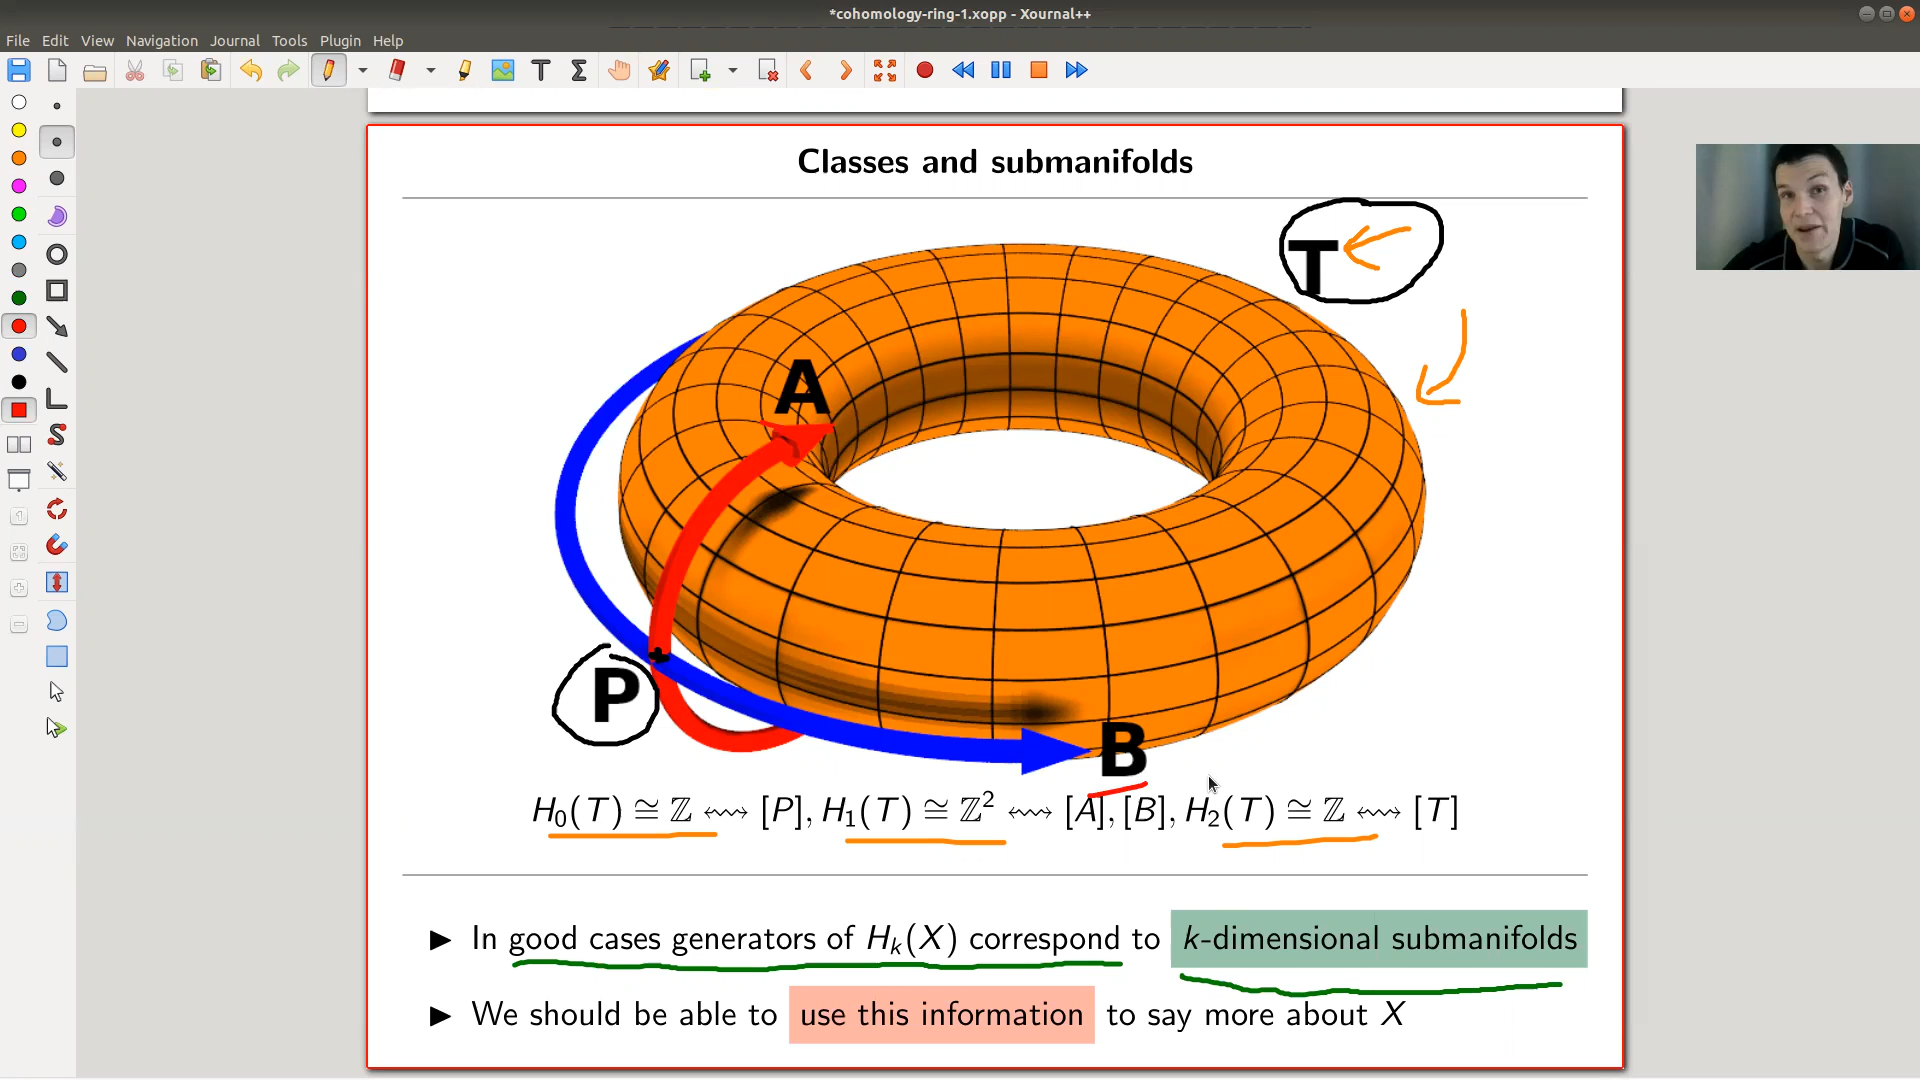 *cohomology-ring-1.xopp - Xournal++
File Edit View Navigation Journal Tools Plugin Help
Classes and submanifolds
T
A
P
B
H₀(T) ≅ ℤ ⇝ [P], H₁(T) ≅ ℤ² ⇝ [A], [B], H₂(T) ≅ ℤ ⇝ [T]
▶ In good cases generators of Hₖ(X) correspond to k-dimensional submanifolds
▶ We should be able to use this information to say more about X